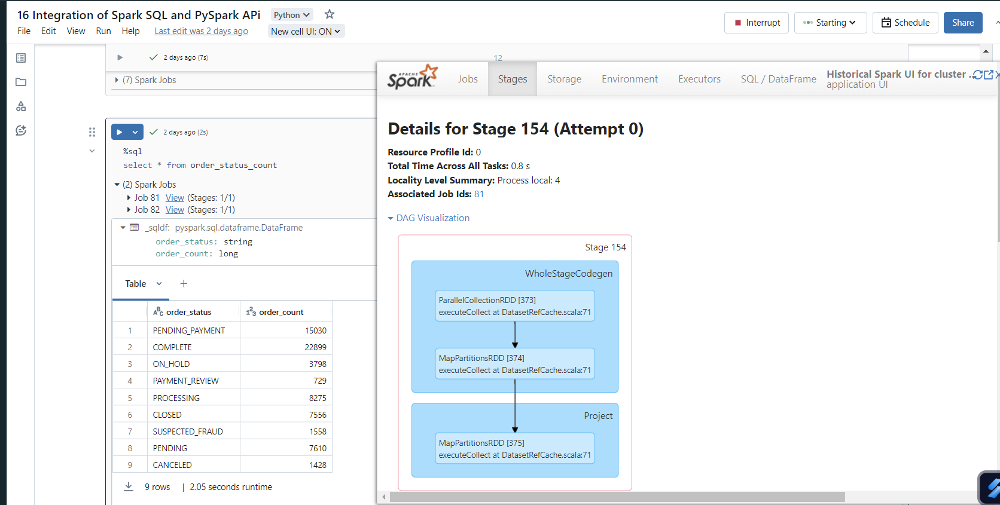 16 Integration of Spark SQL and PySpark APi
Python
File Edit View Run Help Last edit was 2 days ago
New cell UI: ON
Interrupt
Starting
Schedule
Share
2 days ago (7s)
12
(7) Spark Jobs
2 days ago (2s)
%sql
select * from order_status_count
(2) Spark Jobs
Job 81 View (Stages: 1/1)
Job 82 View (Stages: 1/1)
_sqldf: pyspark.sql.dataframe.DataFrame
order_status: string
order_count: long
Table
ABC order_status 123 order_count
1 PENDING_PAYMENT 15030
2 COMPLETE 22899
3 ON_HOLD 3798
4 PAYMENT_REVIEW 729
5 PROCESSING 8275
6 CLOSED 7556
7 SUSPECTED_FRAUD 1558
8 PENDING 7610
9 CANCELED 1428
9 rows | 2.05 seconds runtime
APACHE Spark
Jobs Stages Storage Environment Executors SQL / DataFrame
Historical Spark UI for cluster ..
application UI
Details for Stage 154 (Attempt 0)
Resource Profile Id: 0
Total Time Across All Tasks: 0.8 s
Locality Level Summary: Process local: 4
Associated Job Ids: 81
DAG Visualization
Stage 154
WholeStageCodegen
ParallelCollectionRDD [373]
executeCollect at DatasetRefCache.scala:71
MapPartitionsRDD [374]
executeCollect at DatasetRefCache.scala:71
Project
MapPartitionsRDD [375]
executeCollect at DatasetRefCache.scala:71